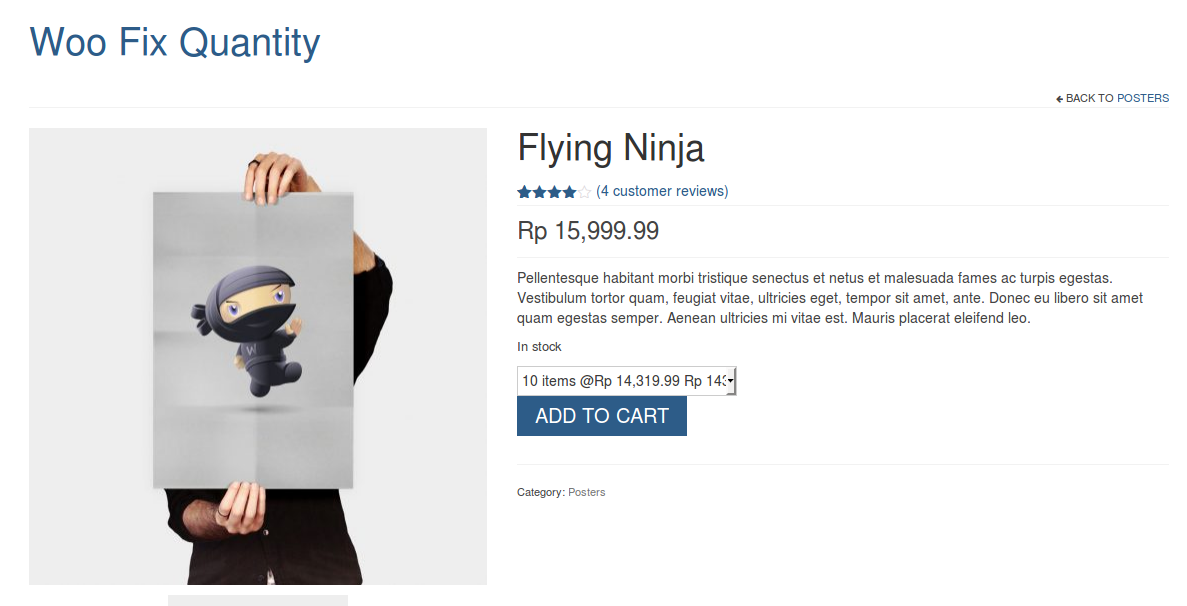 Woo Fix Quantity
BACK TO POSTERS
Flying Ninja
(4 customer reviews)
Rp 15,999.99
Pellentesque habitant morbi tristique senectus et netus et malesuada fames ac turpis egestas.
Vestibulum tortor quam, feugiat vitae, ultricies eget, tempor sit amet, ante. Donec eu libero sit amet
quam egestas semper. Aenean ultricies mi vitae est. Mauris placerat eleifend leo.
In stock
10 items @Rp 14,319.99 Rp 143
ADD TO CART
Category: Posters
W